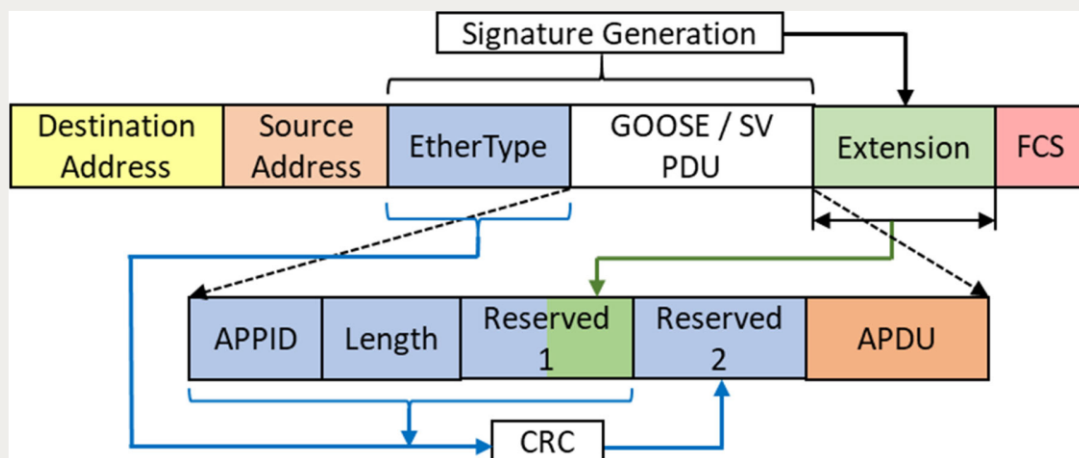 Signature Generation
Destination
Address
Source
Address
EtherType
GOOSE / SV
PDU
Extension
FCS
APPID
Length
Reserved
1
Reserved
2
APDU
CRC